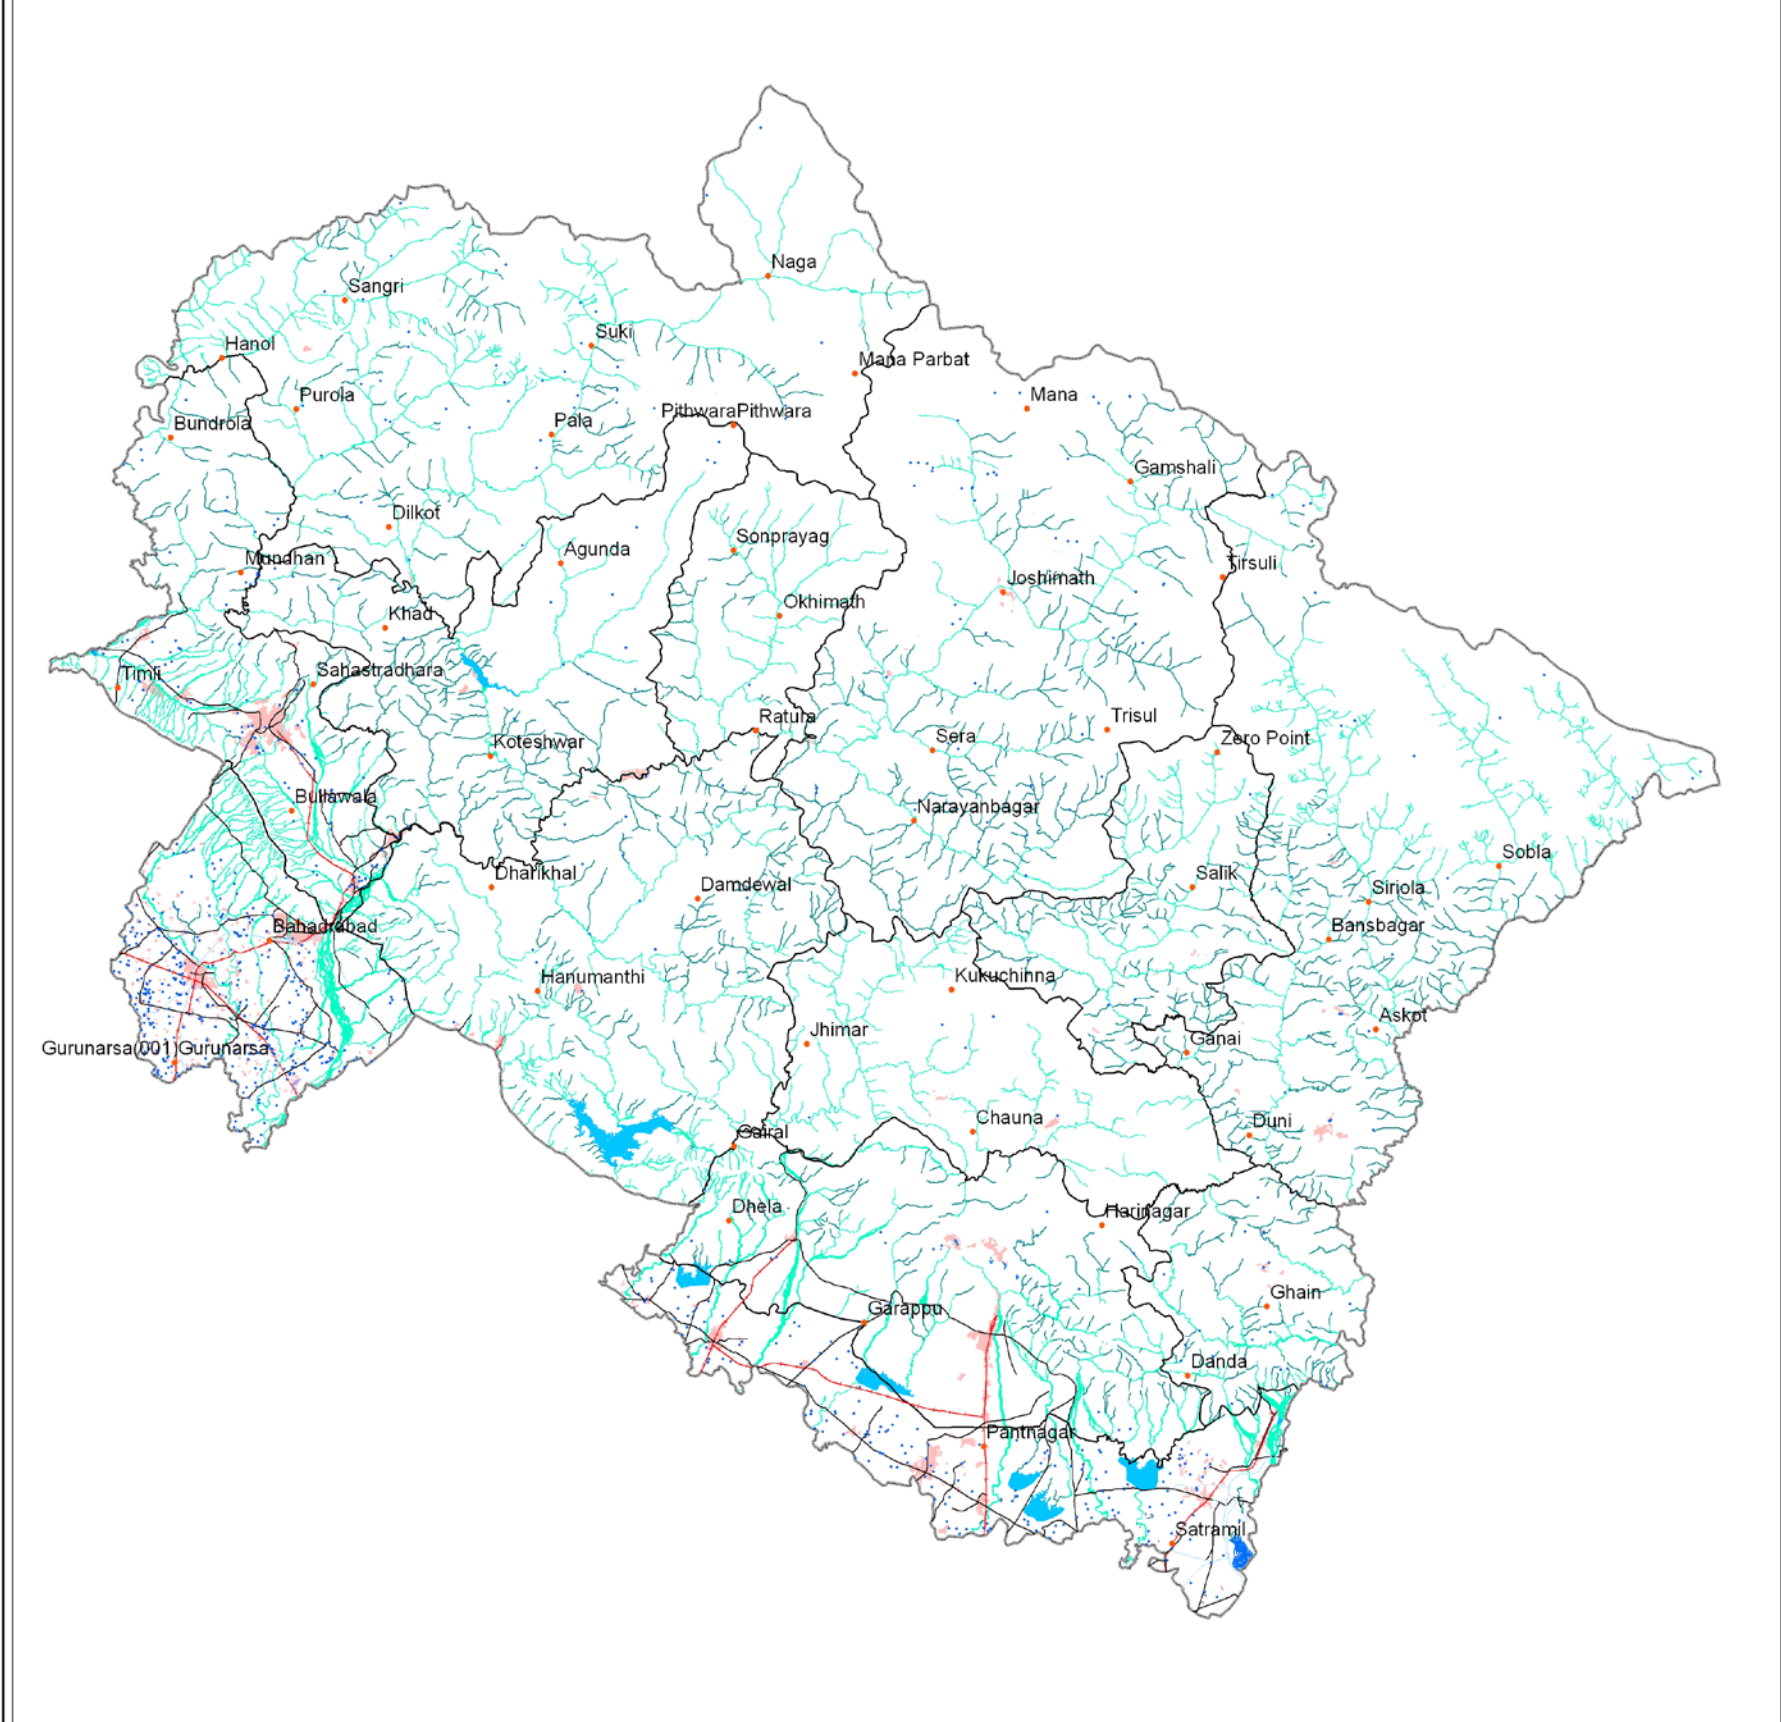 Naga
Sangri
Suki
Hanol
Mana Parbat
Purola
Mana
PithwaraPithwara
Bundrola
Pala
Gamshali
Dilkot
Sonprayag
Agunda
Mundhan
Tirsuli
Joshimath
Okhimath
Khad
Sahastradhara
Timli
Ratura
Trisul
Sera
Zero Point
Koteshwar
Bullawala
Narayanbagar
Sobla
Dharikhal
Salik
Damdewal
Siriola
Bahadrabad
Bansbagar
Hanumanthi
Kukuchinna
Askot
Jhimar
Ganai
Gurunarsa(001)Gurunarsa
Chauna
Duni
Gairal
Dhela
Harinagar
Ghain
Garappu
Danda
Pantnagar
Satramil